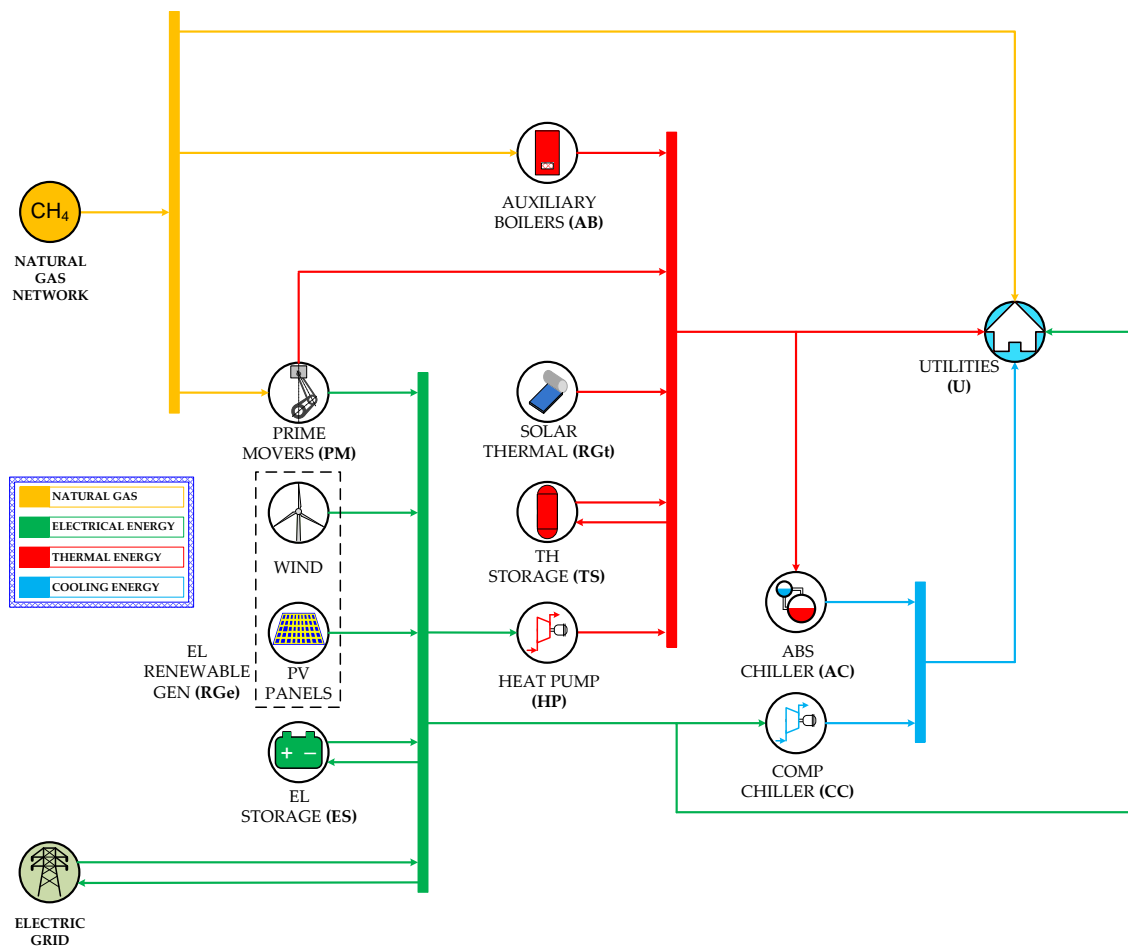 CH4
NATURAL
GAS
NETWORK
AUXILIARY
BOILERS (AB)
UTILITIES
(U)
PRIME
MOVERS (PM)
SOLAR
THERMAL (RGt)
NATURAL GAS
ELECTRICAL ENERGY
THERMAL ENERGY
COOLING ENERGY
WIND
TH
STORAGE (TS)
EL
RENEWABLE
GEN (RGe)
PV
PANELS
HEAT PUMP
(HP)
ABS
CHILLER (AC)
+ −
EL
STORAGE (ES)
COMP
CHILLER (CC)
ELECTRIC
GRID